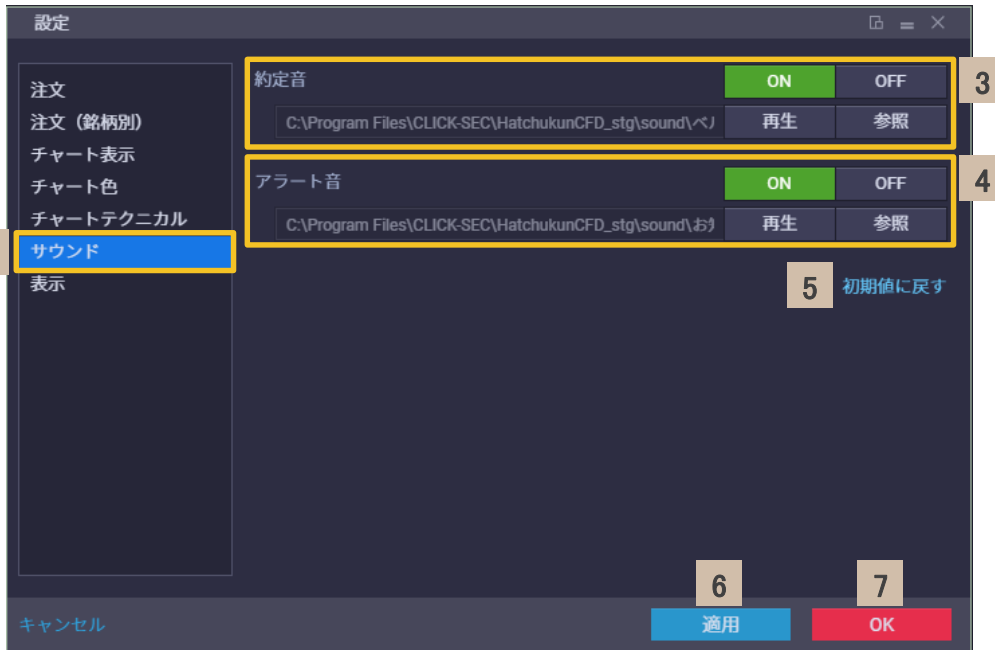 設定
注文
注文（銘柄別）
チャート表示
チャート色
チャートテクニカル
サウンド
表示
約定音
ON
OFF
3
C:\Program Files\CLICK-SEC\HatchukunCFD_stg\sound\ベ
再生
参照
アラート音
ON
OFF
4
C:\Program Files\CLICK-SEC\HatchukunCFD_stg\sound\お
再生
参照
5
初期値に戻す
6
7
キャンセル
適用
OK